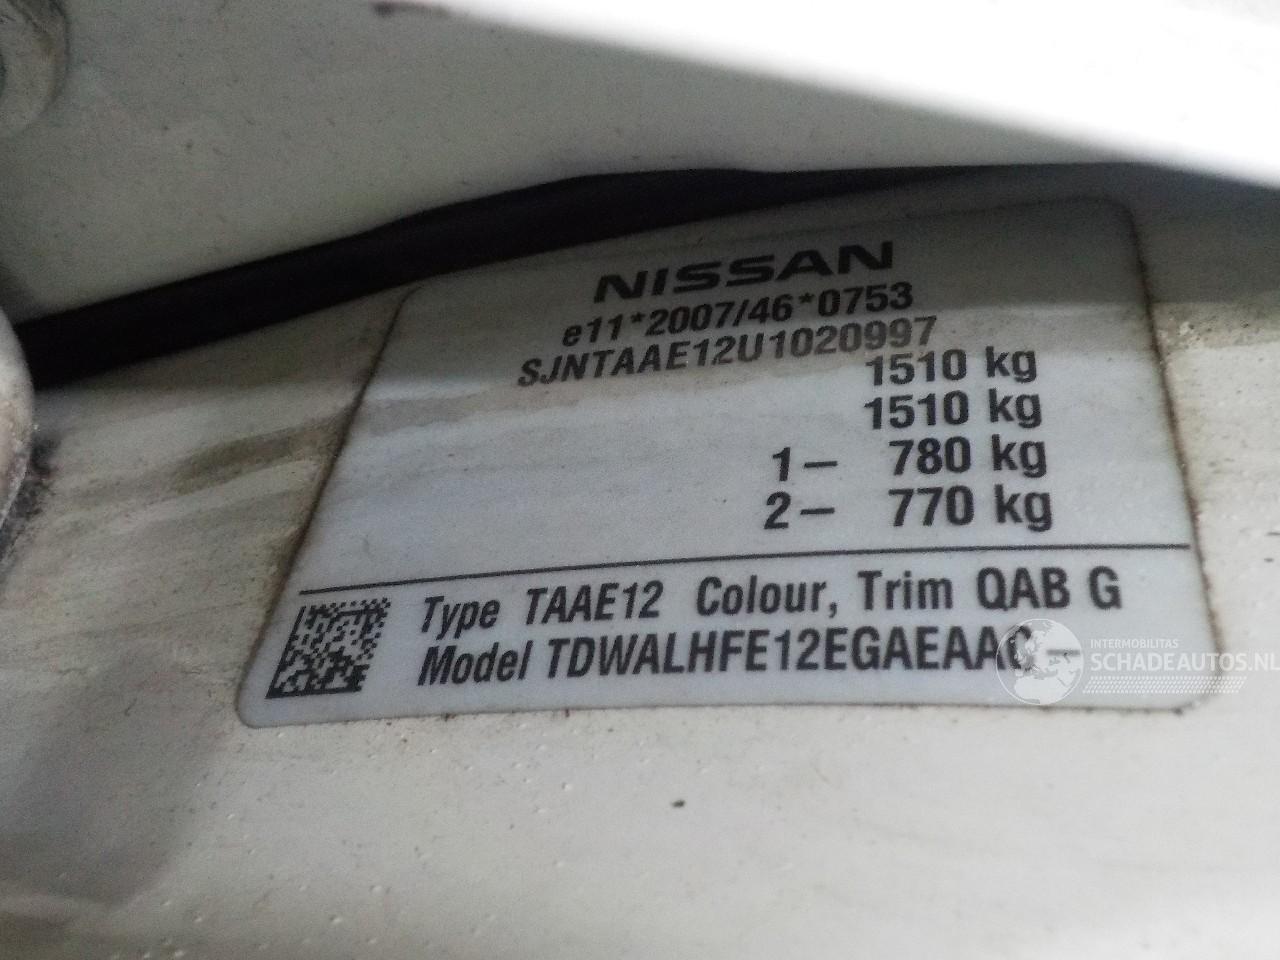 NISSAN
e11*2007/46*0753
SJNTAAE12U1020997
1510 kg
1510 kg
1– 780 kg
2– 770 kg
Type TAAE12 Colour, Trim QAB G
Model TDWALHFE12EGAEAAC–
INTERMOBILITAS
SCHADEAUTOS.NL